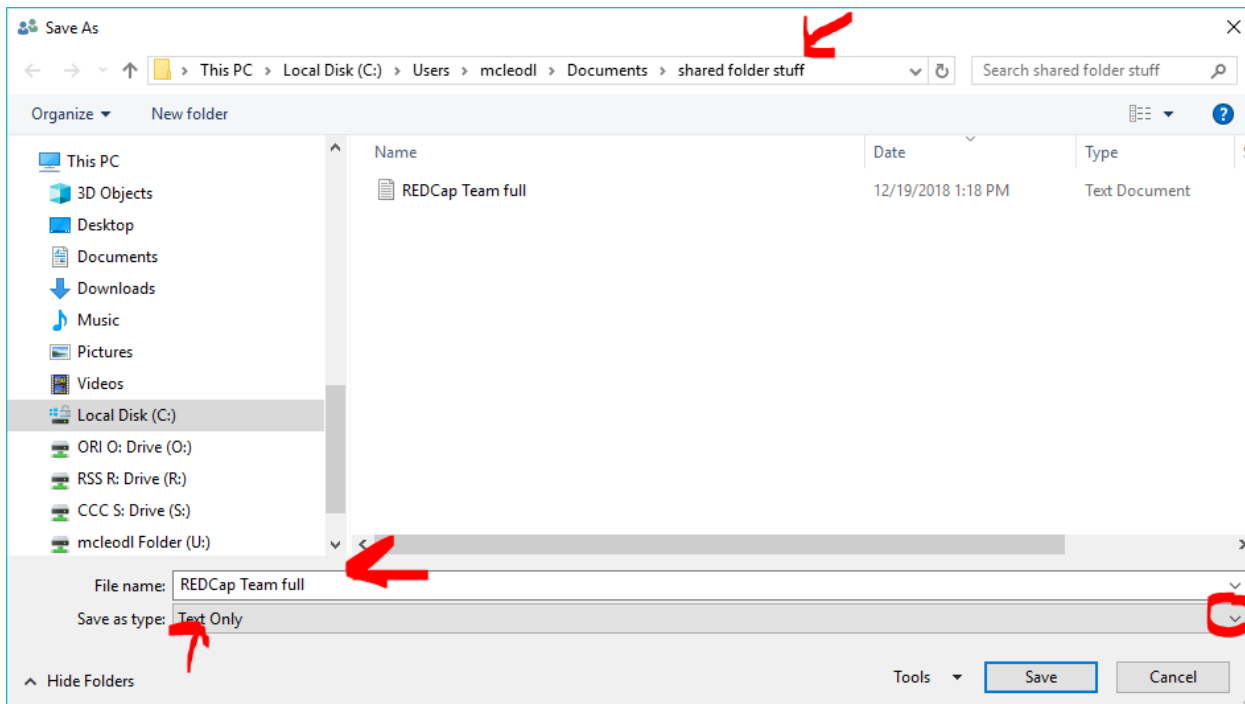 Save As
This PC > Local Disk (C:) > Users > mcleodl > Documents > shared folder stuff
Search shared folder stuff
Organize
New folder
Name
Date
Type
REDCap Team full
12/19/2018 1:18 PM
Text Document
This PC
3D Objects
Desktop
Documents
Downloads
Music
Pictures
Videos
Local Disk (C:)
ORI O: Drive (O:)
RSS R: Drive (R:)
CCC S: Drive (S:)
mcleodl Folder (U:)
File name: REDCap Team full
Save as type: Text Only
Hide Folders
Tools
Save
Cancel